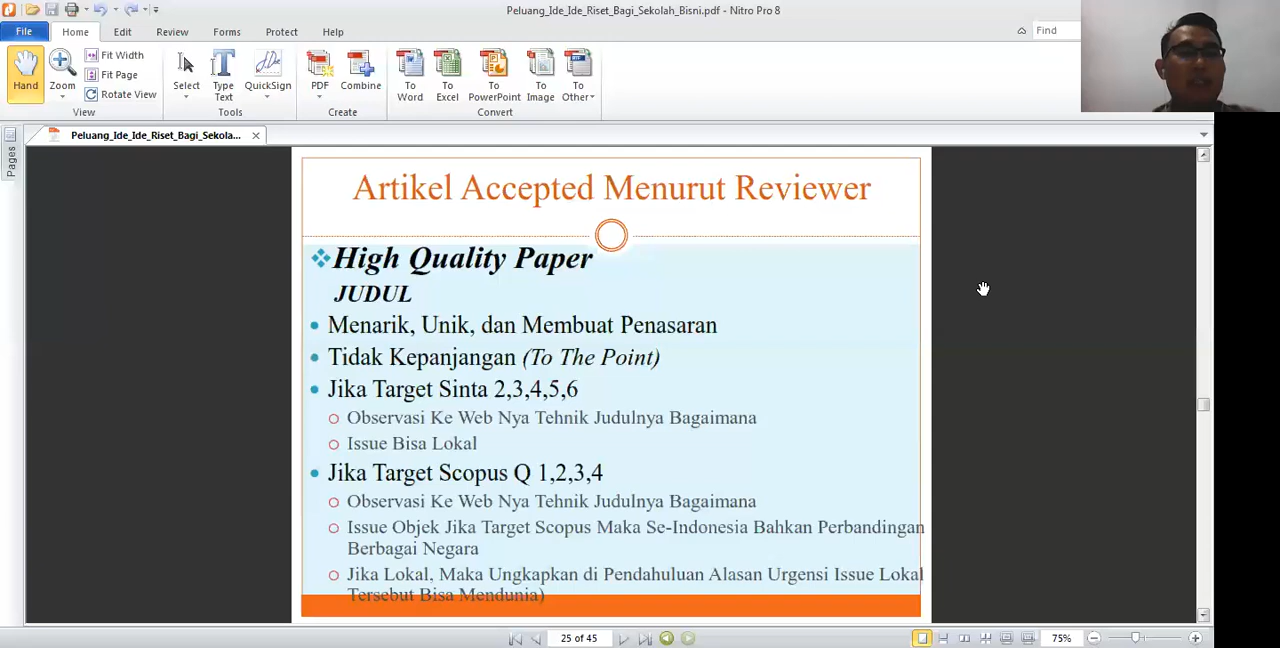 Peluang_Ide_Ide_Riset_Bagi_Sekolah_Bisni.pdf - Nitro Pro 8
File Home Edit Review Forms Protect Help Find
Hand Zoom Fit Width Fit Page Rotate View Select Type Text QuickSign PDF Combine To Word To Excel To PowerPoint To Image To Other
View Tools Create Convert
Peluang_Ide_Ide_Riset_Bagi_Sekola...
Pages
Artikel Accepted Menurut Reviewer
High Quality Paper
JUDUL
Menarik, Unik, dan Membuat Penasaran
Tidak Kepanjangan (To The Point)
Jika Target Sinta 2,3,4,5,6
Observasi Ke Web Nya Tehnik Judulnya Bagaimana
Issue Bisa Lokal
Jika Target Scopus Q 1,2,3,4
Observasi Ke Web Nya Tehnik Judulnya Bagaimana
Issue Objek Jika Target Scopus Maka Se-Indonesia Bahkan Perbandingan
Berbagai Negara
Jika Lokal, Maka Ungkapkan di Pendahuluan Alasan Urgensi Issue Lokal
Tersebut Bisa Mendunia)
25 of 45
75%